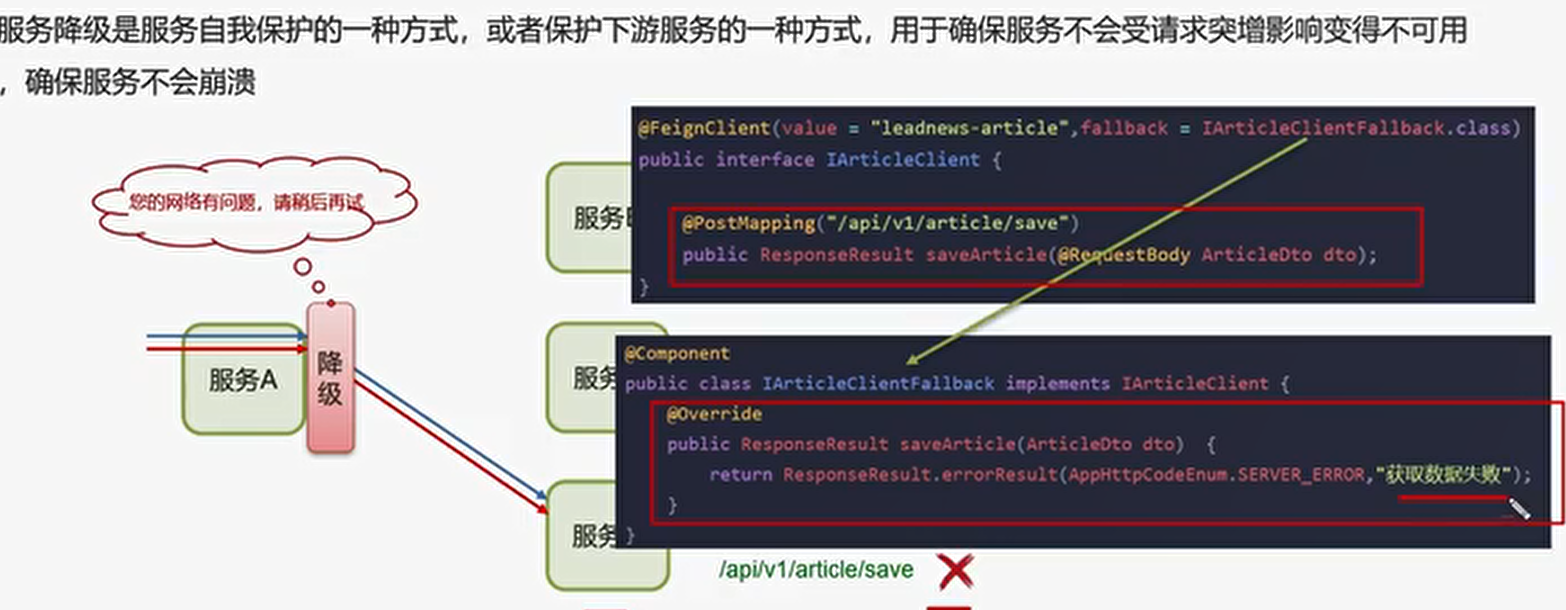 服务降级是服务自我保护的一种方式，或者保护下游服务的一种方式，用于确保服务不会受请求突增影响变得不可用
，确保服务不会崩溃
您的网络有问题，请稍后再试
服务A
降
级
服务
服务
服务
@FeignClient(value = "leadnews-article",fallback = IArticleClientFallback.class)
public interface IArticleClient {
@PostMapping("/api/v1/article/save")
public ResponseResult saveArticle(@RequestBody ArticleDto dto);
}
@Component
public class IArticleClientFallback implements IArticleClient {
@Override
public ResponseResult saveArticle(ArticleDto dto) {
return ResponseResult.errorResult(AppHttpCodeEnum.SERVER_ERROR,"获取数据失败");
}
}
/api/v1/article/save